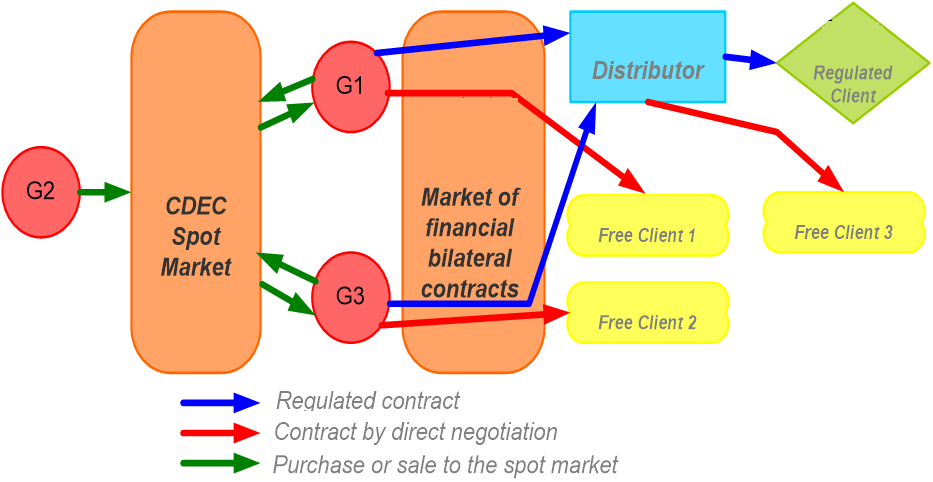 G1
Distributor
Regulated
Client
G2
CDEC
Spot
Market
Market of
financial
bilateral
contracts
Free Client 1
Free Client 3
G3
Free Client 2
Regulated contract
Contract by direct negotiation
Purchase or sale to the spot market